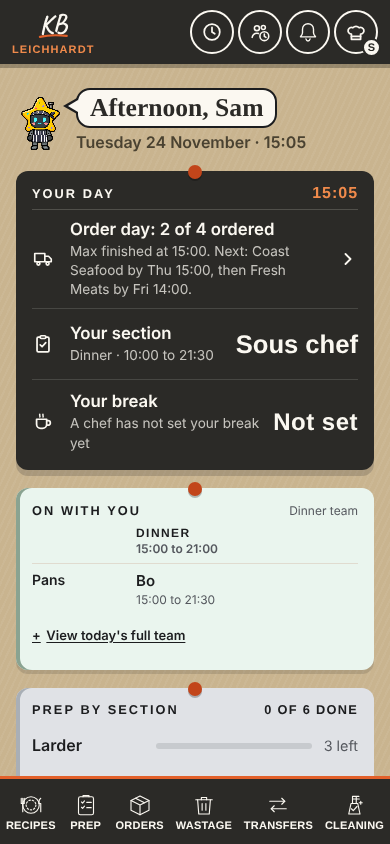 KB
LEICHHARDT
S
Afternoon, Sam
Tuesday 24 November · 15:05
YOUR DAY 15:05
Order day: 2 of 4 ordered
Max finished at 15:00. Next: Coast
Seafood by Thu 15:00, then Fresh
Meats by Fri 14:00.
Your section
Dinner · 10:00 to 21:30
Sous chef
Your break
A chef has not set your break
yet
Not set
ON WITH YOU Dinner team
DINNER
15:00 to 21:00
Pans Bo
15:00 to 21:30
+ View today's full team
PREP BY SECTION 0 OF 6 DONE
Larder 3 left
RECIPES PREP ORDERS WASTAGE TRANSFERS CLEANING